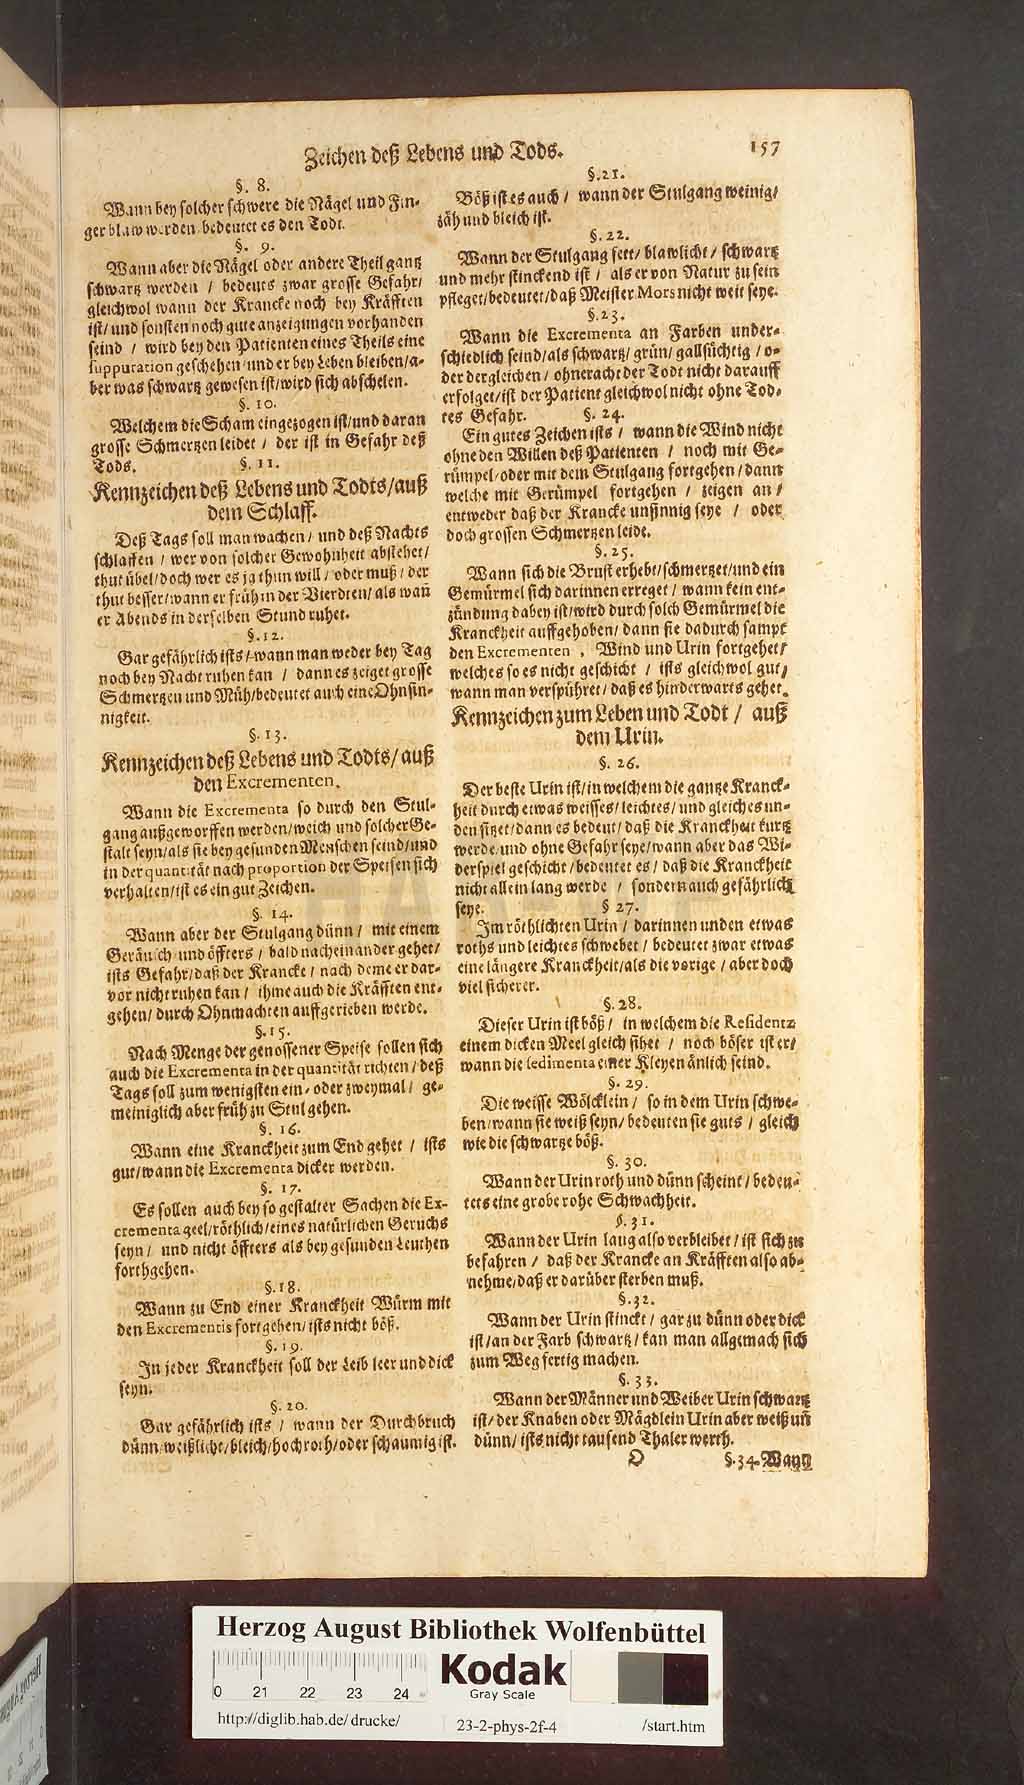 Zeichen deß Lebens und Tods. 157
§. 8.
Wann bey solcher schwere die Nägel und Fin-
ger blaw werden/ bedeutet es den Todt.
§. 9.
Wann aber die Nägel oder andere Theil gantz
schwartz werden / bedeuts zwar grosse Gefahr/
gleichwol wann der Krancke noch bey Kräfften
ist/ und sonsten noch gute anzeigungen vorhanden
seind / wird bey den Patienten eines Theils eine
suppuration geschehen/ und er bey Leben bleiben/ a-
ber was schwartz gewesen ist/ wird sich abschelen.
§. 10.
Welchem die Scham eingezogen ist/ und daran
grosse Schmertzen leidet / der ist in Gefahr deß
Tods. §. 11.
Kennzeichen deß Lebens und Todts/ auß
dem Schlaff.
Deß Tags soll man wachen/ und deß Nachts
schlaffen / wer von solcher Gewohnheit abstehet/
thut übel/ doch wer es ja thun will / oder muß / der
thut besser/ wann er früh in der Vierdten/ als wañ
er Abends in derselben Stund ruhet.
§. 12.
Gar gefährlich ists / wann man weder bey Tag
noch bey Nacht ruhen kan / dann es zeiget grosse
Schmertzen und Müh/ bedeutet auch eine Ohnsin-
nigkeit.
§. 13.
Kennzeichen deß Lebens und Todts/ auß
den Excrementen.
Wann die Excrementa so durch den Stul-
gang außgeworffen werden/ weich und solcher Ge-
stalt seyn/ als sie bey gesunden Menschen seind/ und
in der quantität nach proportion der Speisen sich
verhalten/ ist es ein gut Zeichen.
§. 14.
Wann aber der Stulgang dünn / mit einem
Geräusch und öffters / bald nacheinander gehet/
ists Gefahr/ daß der Krancke / nach deme er dar-
vor nicht ruhen kan / ihme auch die Kräfften ent-
gehen/ durch Ohnmachten auffgerieben werde.
§. 15.
Nach Menge der genossener Speise sollen sich
auch die Excrementa in der quantität richten / deß
Tags soll zum wenigsten ein- oder zweymal / ge-
meiniglich aber früh zu Stul gehen.
§. 16.
Wann eine Kranckheit zum End gehet / ists
gut/ wann die Excrementa dicker werden.
§. 17.
Es sollen auch bey so gestalter Sachen die Ex-
crementa geel/ röthlich/ eines natürlichen Geruchs
seyn / und nicht öffters als bey gesunden Leuthen
forthgehen.
§. 18.
Wann zu End einer Kranckheit Würm mit
den Excrementis fortgehen/ ists nicht böß.
§. 19.
In jeder Kranckheit soll der Leib leer und dick
seyn.
§. 20.
Gar gefährlich ists / wann der Durchbruch
dünn/ weißlicht/ bleich/ hochroth/ oder schaumig ist.
§. 21.
Böß ist es auch / wann der Stulgang weinig/
zäh und bleich ist.
§. 22.
Wann der Stulgang fett/ blawlicht/ schwartz
und mehr stinckend ist / als er von Natur zu sein
pfleget/ bedeutet/ daß Meister Mors nicht weit seye.
§. 23.
Wann die Excrementa an Farben under-
schiedlich seind/ als schwartz/ grün/ gallsüchtig / o-
der dergleichen / ohneracht der Todt nicht darauff
erfolget/ ist der Patient gleichwol nicht ohne Tod-
tes Gefahr. §. 24.
Ein gutes Zeichen ists / wann die Wind nicht
ohne den Willen deß Patienten / noch mit Ge-
rümpel/ oder mit dem Stulgang fortgehen / dann
welche mit Gerümpel fortgehen / zeigen an /
entweder daß der Krancke unsinnig seye / oder
doch grossen Schmertzen leide.
§. 25.
Wann sich die Brust erhebt/ schmertzet/ und ein
Gemürmel sich darinnen erreget / wann kein ent-
zündung dabey ist/ wird durch solch Gemürmel die
Kranckheit auffgehoben/ dann sie dadurch sampt
den Excrementen , Wind und Urin fortgehet/
welches so es nicht geschicht / ists gleichwol gut/
wann man verspühret/ daß es hinderwarts gehet.
Kennzeichen zum Leben und Todt / auß
dem Urin.
§. 26.
Der beste Urin ist/ in welchem die gantze Kranck-
heit durch etwas weisses/ leichtes/ und gleiches un-
den sitzet/ dann es bedeut/ daß die Kranckheit kurtz
werde/ und ohne Gefahr seye/ wann aber das Wi-
derspiel geschicht / bedeutet es / daß die Kranckheit
nicht allein lang werde / sondern auch gefährlich
seye. § 27.
Im röthlichten Urin / darinnen unden etwas
roths und leichtes schwebet / bedeutet zwar etwas
eine längere Kranckheit/ als die vorige / aber doch
viel sicherer.
§. 28.
Dieser Urin ist böß / in welchem die Residentz
einem dicken Meel gleich sihet / noch böser ist er/
wann die sedimenta einer Kleyen änlich seind.
§. 29.
Die weisse Wölcklein / so in dem Urin schwe-
ben/ wann sie weiß seyn/ bedeuten sie guts / gleich
wie die schwartze böß.
§. 30.
Wann der Urin roth und dünn scheint / bedeu-
tets eine grobe rohe Schwachheit.
§. 31.
Wann der Urin lang also verbleibet / ist sich zu
befahren / daß der Krancke an Kräfften also ab-
nehme/ daß er darüber sterben muß.
§. 32.
Wann der Urin stinckt / gar zu dünn oder dick
ist/ an der Farb schwartz/ kan man allgemach sich
zum Weg fertig machen.
§. 33.
Wann der Männer und Weiber Urin schwartz
ist/ der Knaben oder Mägdlein Urin aber weiß uñ
dünn/ ists nicht tausend Thaler werth.
O §. 34. Wann
Herzog August Bibliothek Wolfenbüttel
Kodak
Gray Scale
0 21 22 23 24
http://diglib.hab.de/drucke/ 23-2-phys-2f-4 /start.htm